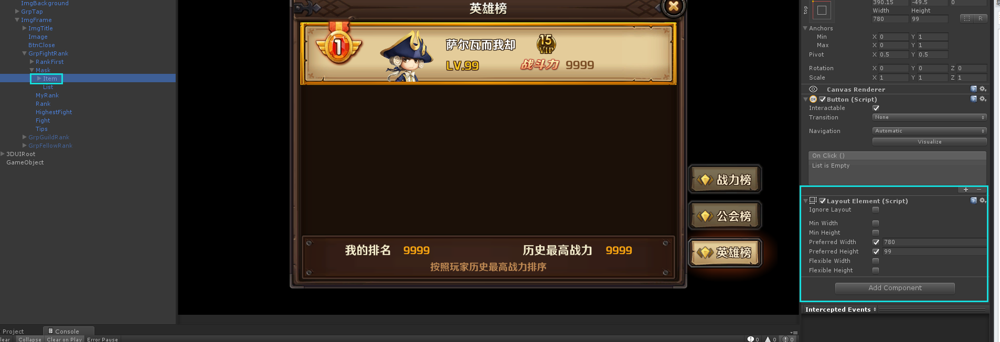 ImgBackground
GrpTap
ImgFrame
ImgTitle
Image
BtnClose
GrpFightRank
RankFirst
Mask
Item
List
MyRank
Rank
HighestFight
Fight
Tips
GrpGuildRank
GrpFellowRank
3DUIRoot
GameObject
英雄榜
1
萨尔瓦而我却
15
VIP
LV.99
战斗力 9999
战力榜
公会榜
英雄榜
我的排名 9999
历史最高战力 9999
按照玩家历史最高战力排序
top
390.15 -49.5 0
Width Height
780 99
R
Anchors
Min X 0 Y 1
Max X 0 Y 1
Pivot X 0.5 Y 0.5
Rotation X 0 Y 0 Z 0
Scale X 1 Y 1 Z 1
Canvas Renderer
OK Button (Script)
Interactable
Transition None
Navigation Automatic
Visualize
On Click ()
List is Empty
+ −
Layout Element (Script)
Ignore Layout
Min Width
Min Height
Preferred Width 780
Preferred Height 99
Flexible Width
Flexible Height
Add Component
Intercepted Events
Project Console
lear Collapse Clear on Play Error Pause
0 0 0